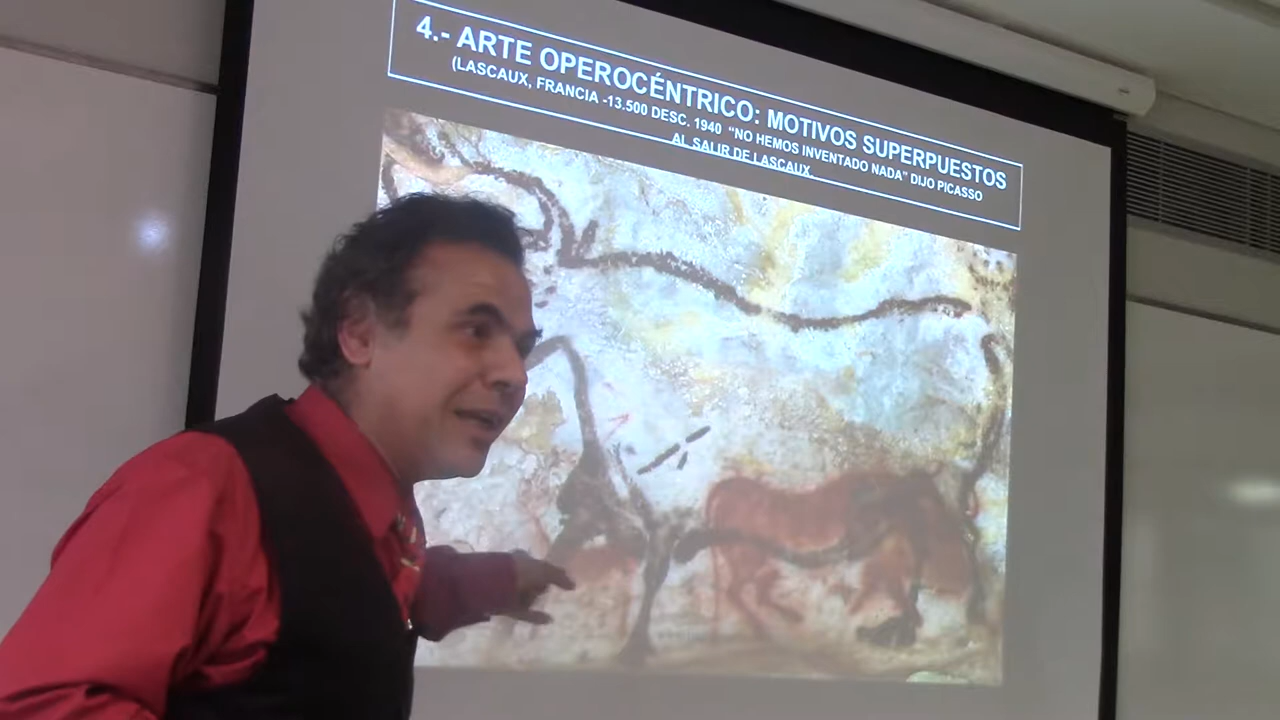 4.- ARTE OPEROCÉNTRICO: MOTIVOS SUPERPUESTOS
(LASCAUX, FRANCIA -13.500 DESC. 1940 “NO HEMOS INVENTADO NADA” DIJO PICASSO
AL SALIR DE LASCAUX.